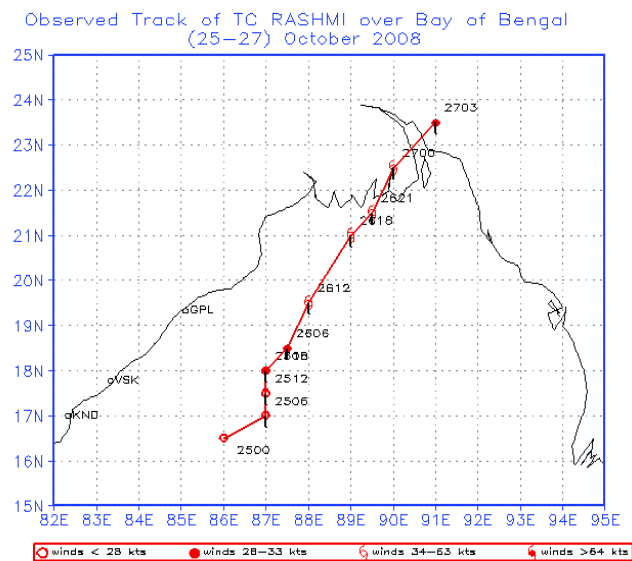 Observed Track of TC RASHMI over Bay of Bengal
(25-27) October 2008
25N
24N
23N
22N
21N
20N
19N
18N
17N
16N
15N
2703
2700
2621
2618
2612
2606
2512
2506
2500
GPL
VSK
KND
82E 83E 84E 85E 86E 87E 88E 89E 90E 91E 92E 93E 94E 95E
winds < 28 kts winds 28-33 kts winds 34-63 kts winds >64 kts